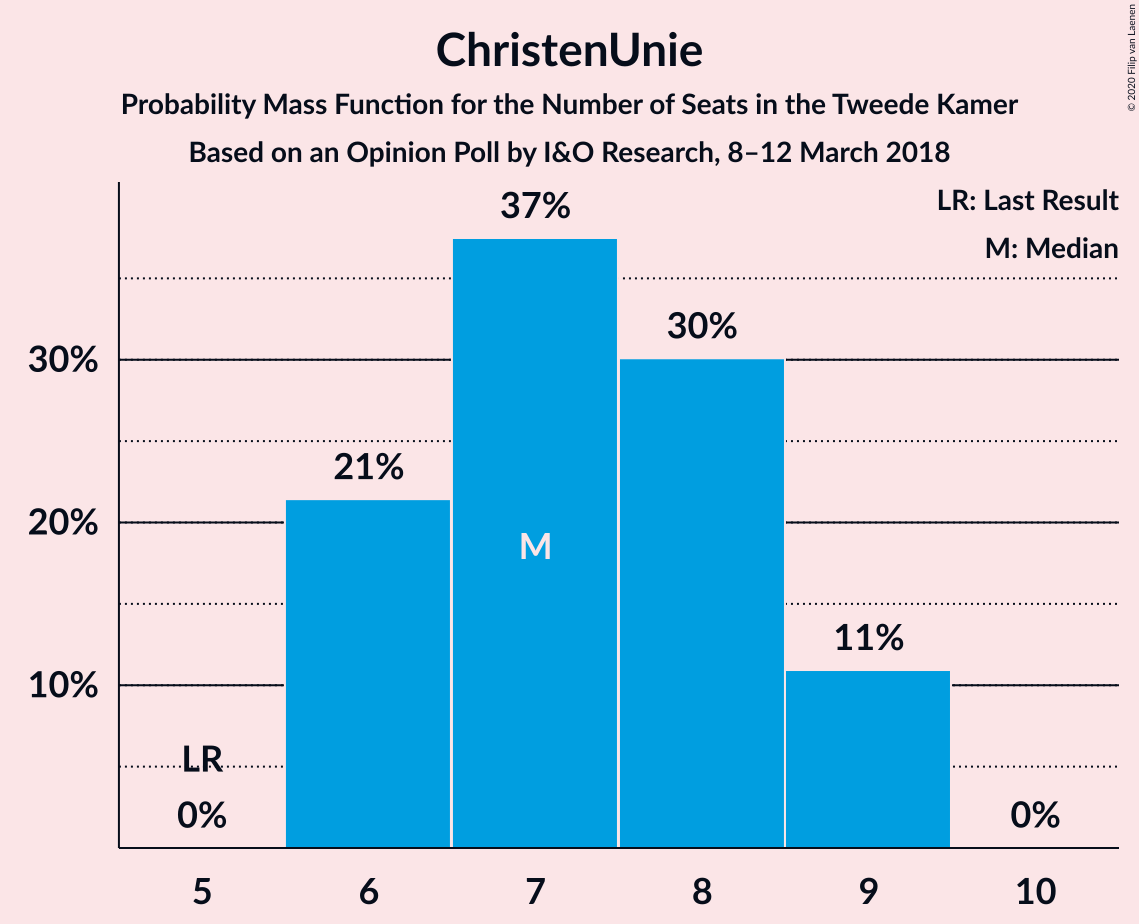 ChristenUnie
Probability Mass Function for the Number of Seats in the Tweede Kamer
Based on an Opinion Poll by I&O Research, 8–12 March 2018
© 2020 Filip van Laenen
LR: Last Result
M: Median
37%
30%
30%
21%
20%
M
11%
10%
LR
0%
0%
5 6 7 8 9 10